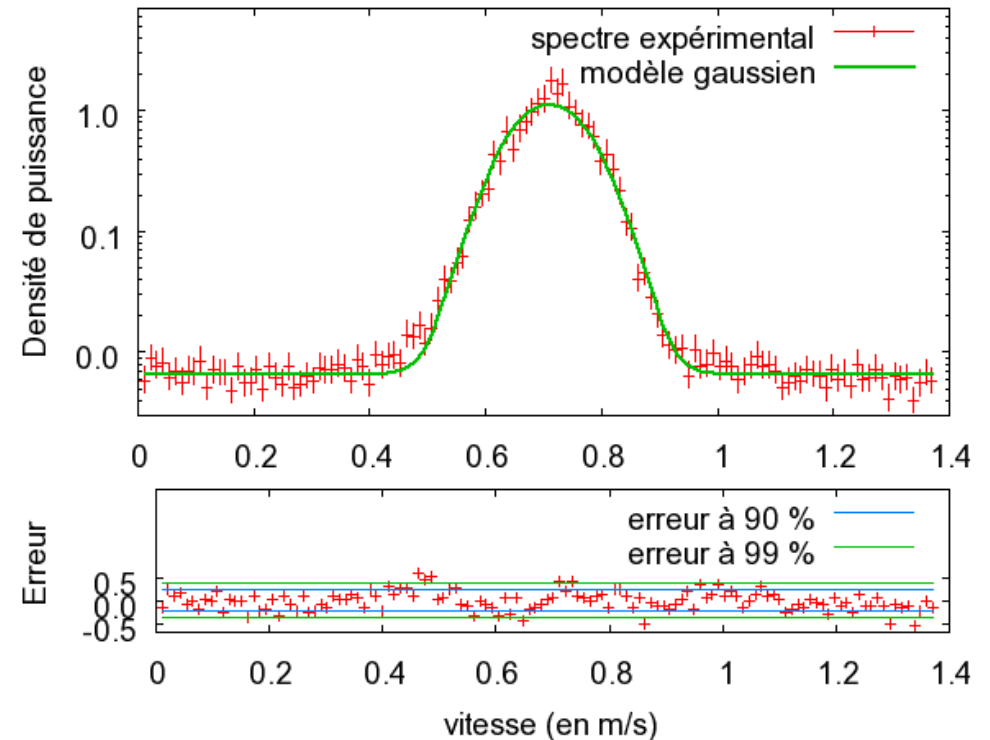 spectre expérimental
modèle gaussien
Densité de puissance
1.0
0.1
0.0
0 0.2 0.4 0.6 0.8 1 1.2 1.4
erreur à 90 %
erreur à 99 %
Erreur
0.5
0.0
-0.5
0 0.2 0.4 0.6 0.8 1 1.2 1.4
vitesse (en m/s)